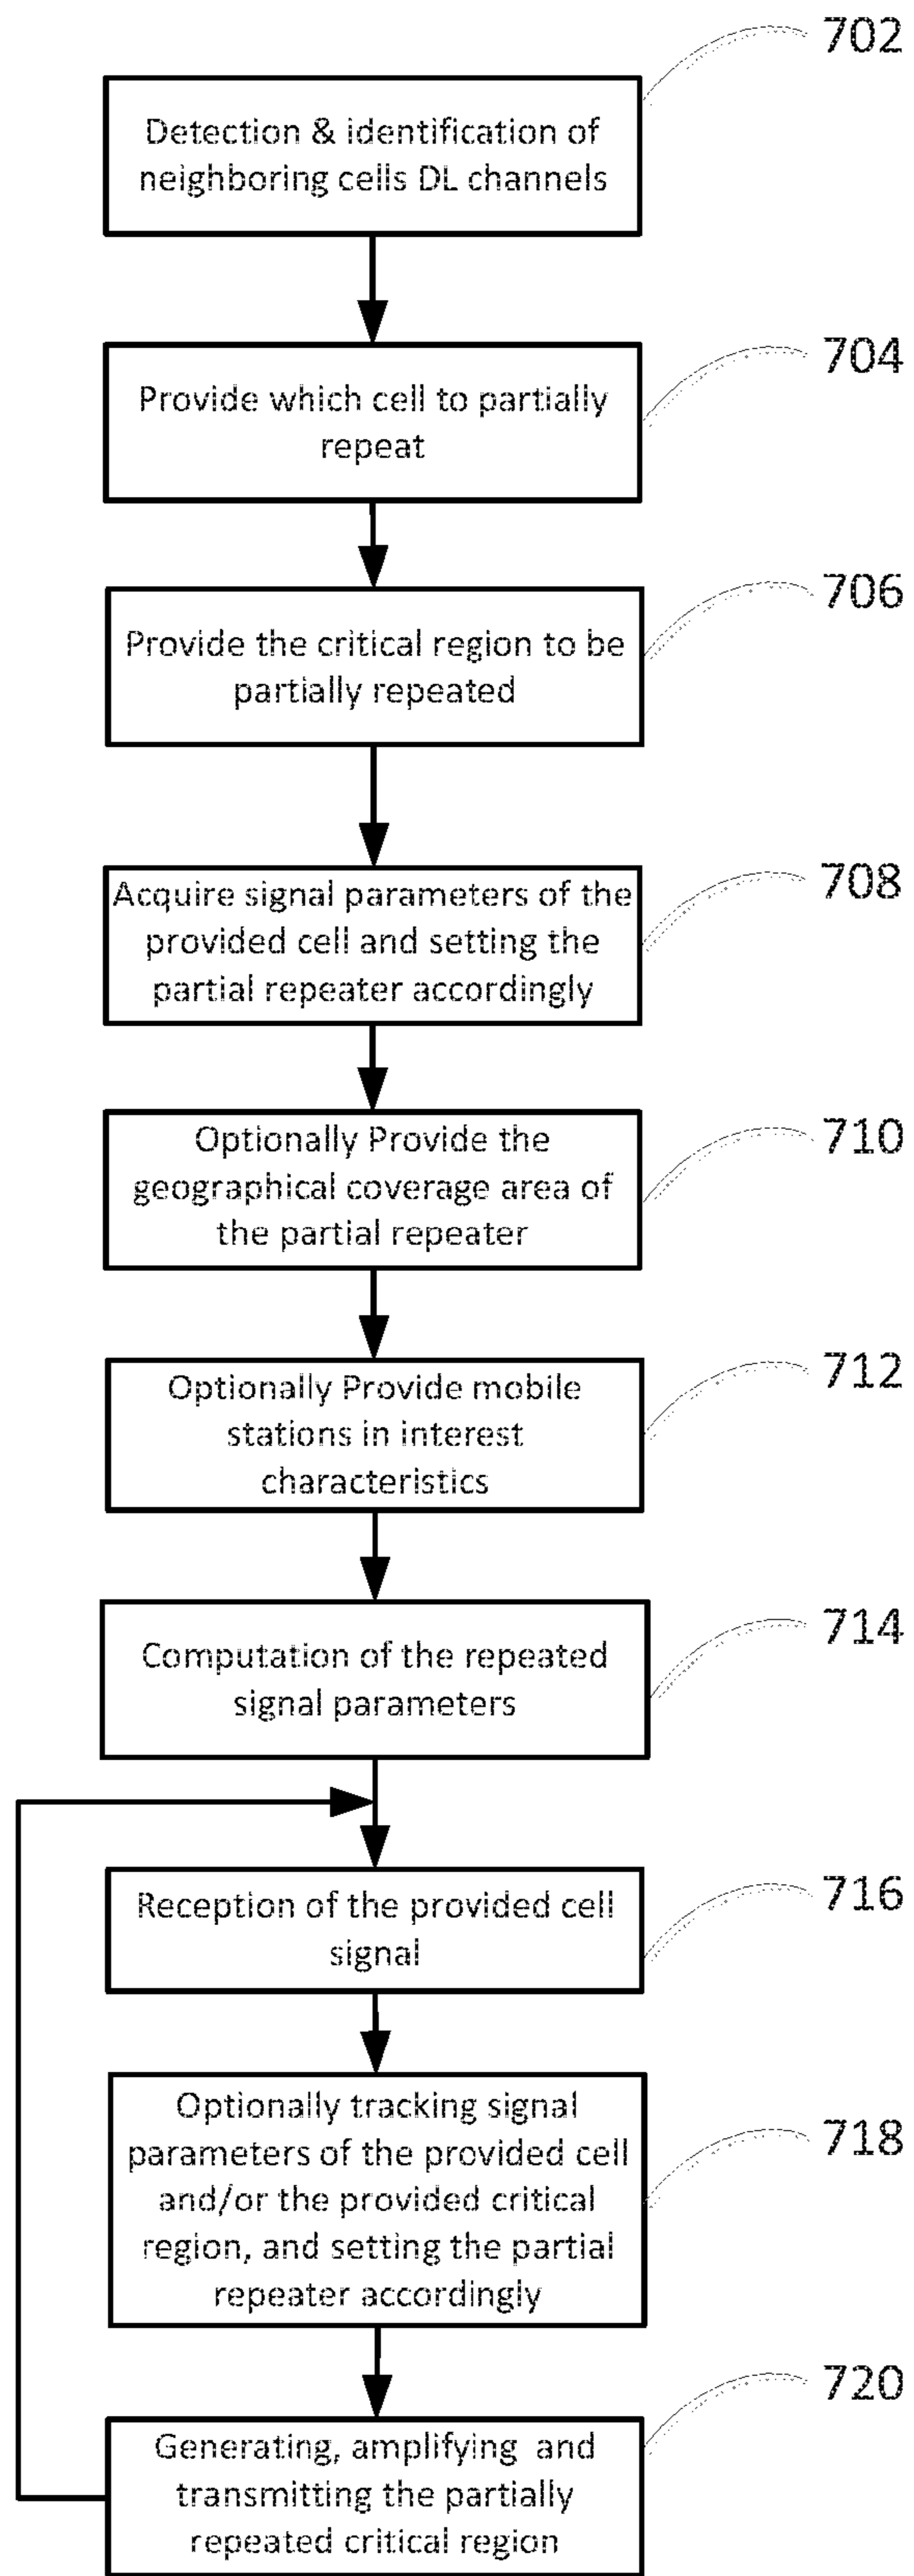 702
Detection & identification of
neighboring cells DL channels
704
Provide which cell to partially
repeat
706
Provide the critical region to be
partially repeated
708
Acquire signal parameters of the
provided cell and setting the
partial repeater accordingly
710
Optionally Provide the
geographical coverage area of
the partial repeater
712
Optionally Provide mobile
stations in interest
characteristics
714
Computation of the repeated
signal parameters
716
Reception of the provided cell
signal
718
Optionally tracking signal
parameters of the provided cell
and/or the provided critical
region, and setting the partial
repeater accordingly
720
Generating, amplifying and
transmitting the partially
repeated critical region